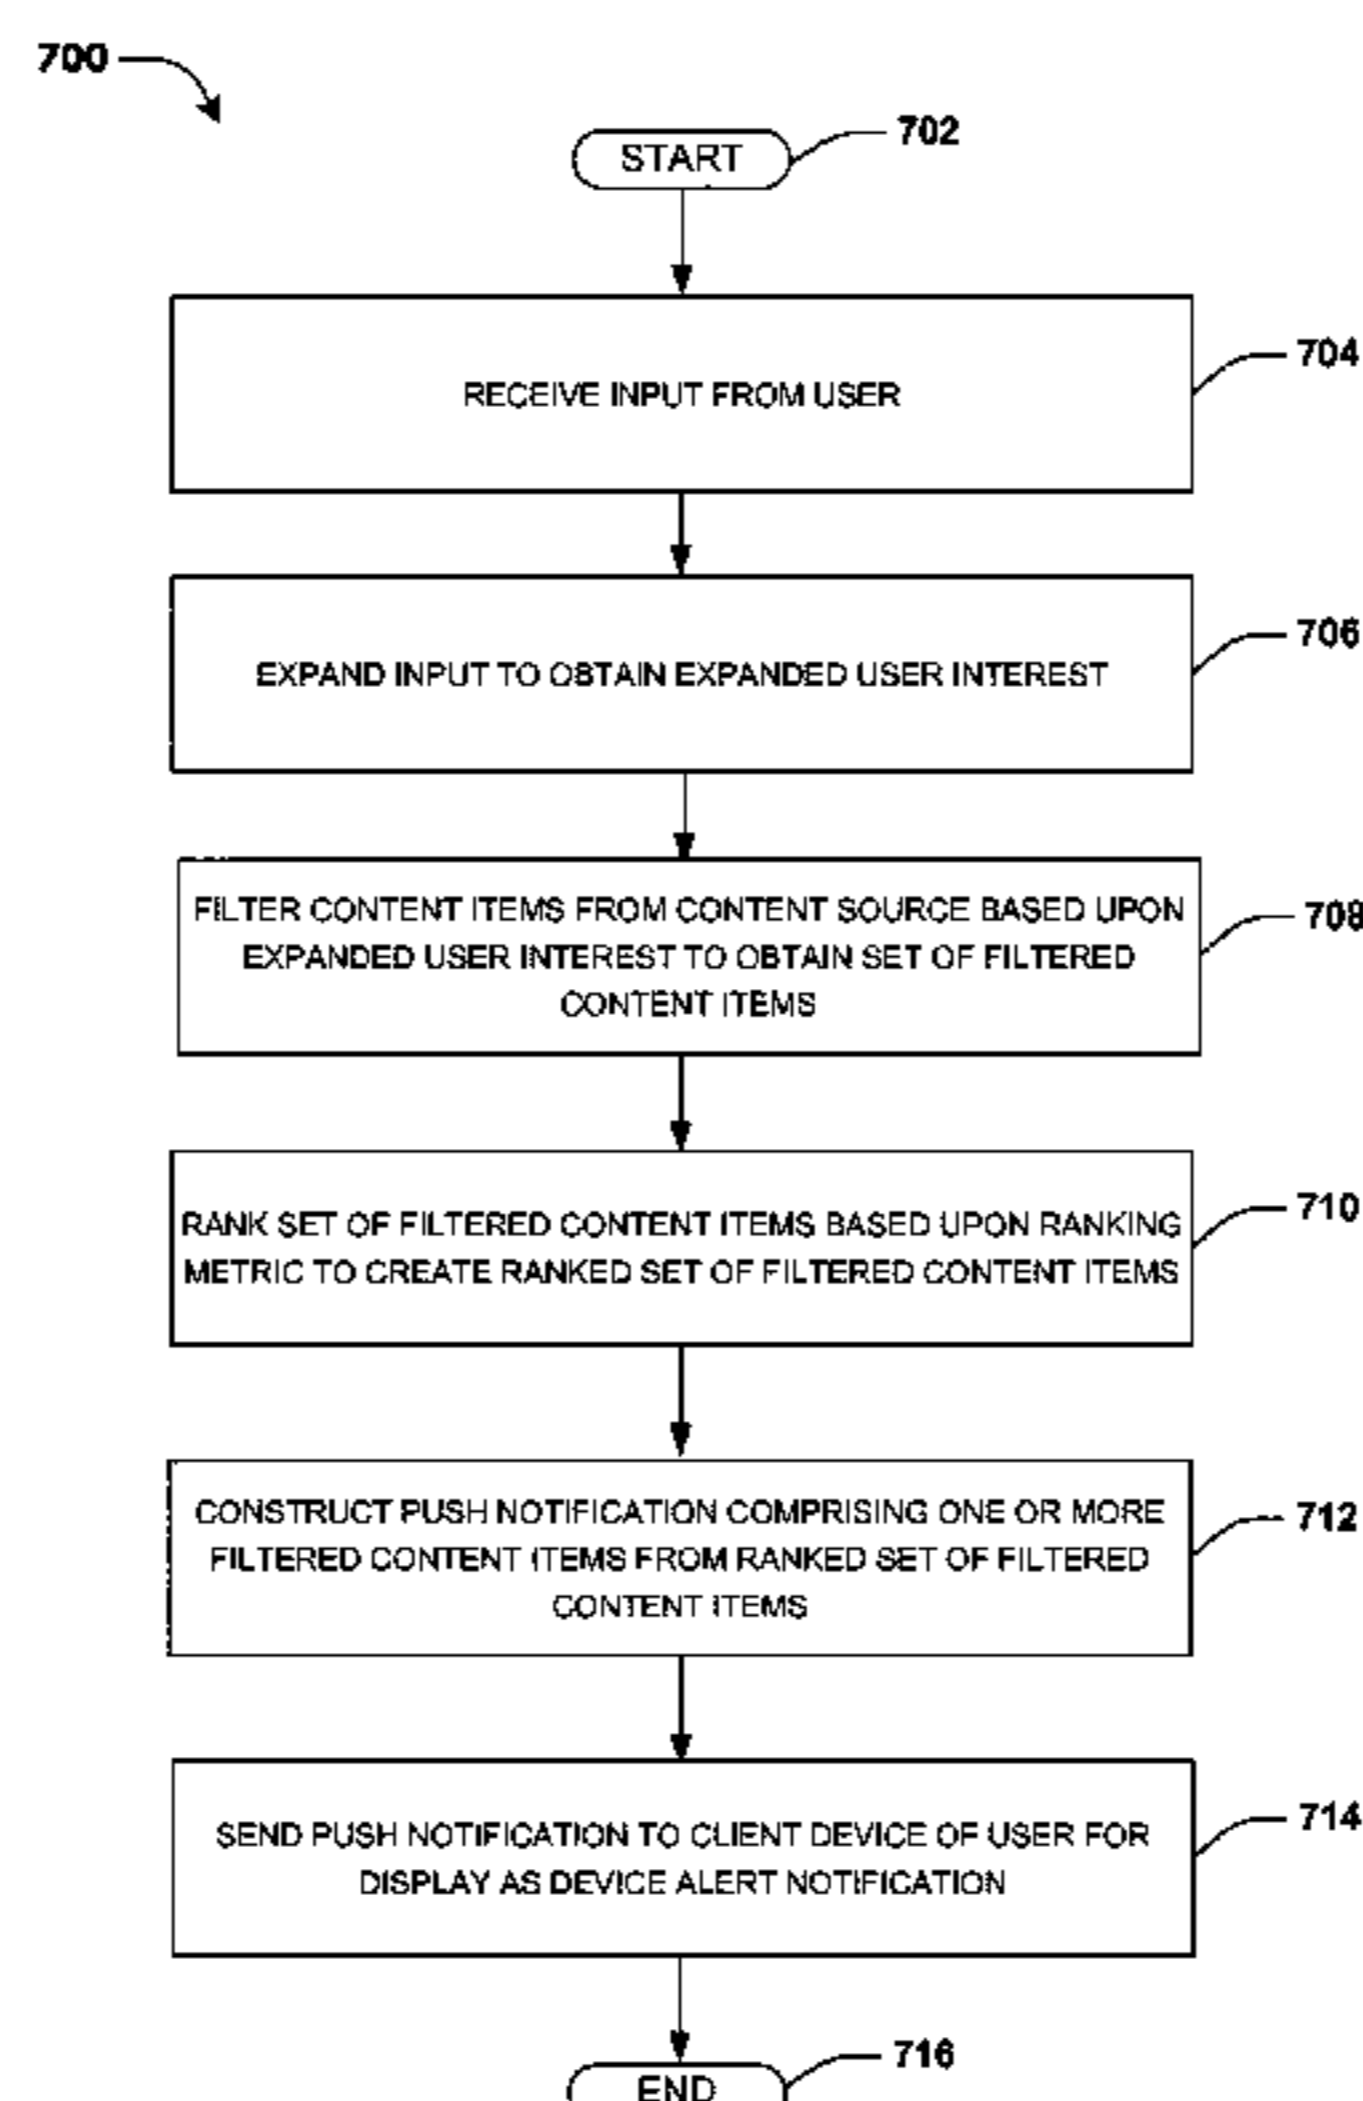 700
702
START
704
RECEIVE INPUT FROM USER
706
EXPAND INPUT TO OBTAIN EXPANDED USER INTEREST
708
FILTER CONTENT ITEMS FROM CONTENT SOURCE BASED UPON
EXPANDED USER INTEREST TO OBTAIN SET OF FILTERED
CONTENT ITEMS
710
RANK SET OF FILTERED CONTENT ITEMS BASED UPON RANKING
METRIC TO CREATE RANKED SET OF FILTERED CONTENT ITEMS
712
CONSTRUCT PUSH NOTIFICATION COMPRISING ONE OR MORE
FILTERED CONTENT ITEMS FROM RANKED SET OF FILTERED
CONTENT ITEMS
714
SEND PUSH NOTIFICATION TO CLIENT DEVICE OF USER FOR
DISPLAY AS DEVICE ALERT NOTIFICATION
716
END